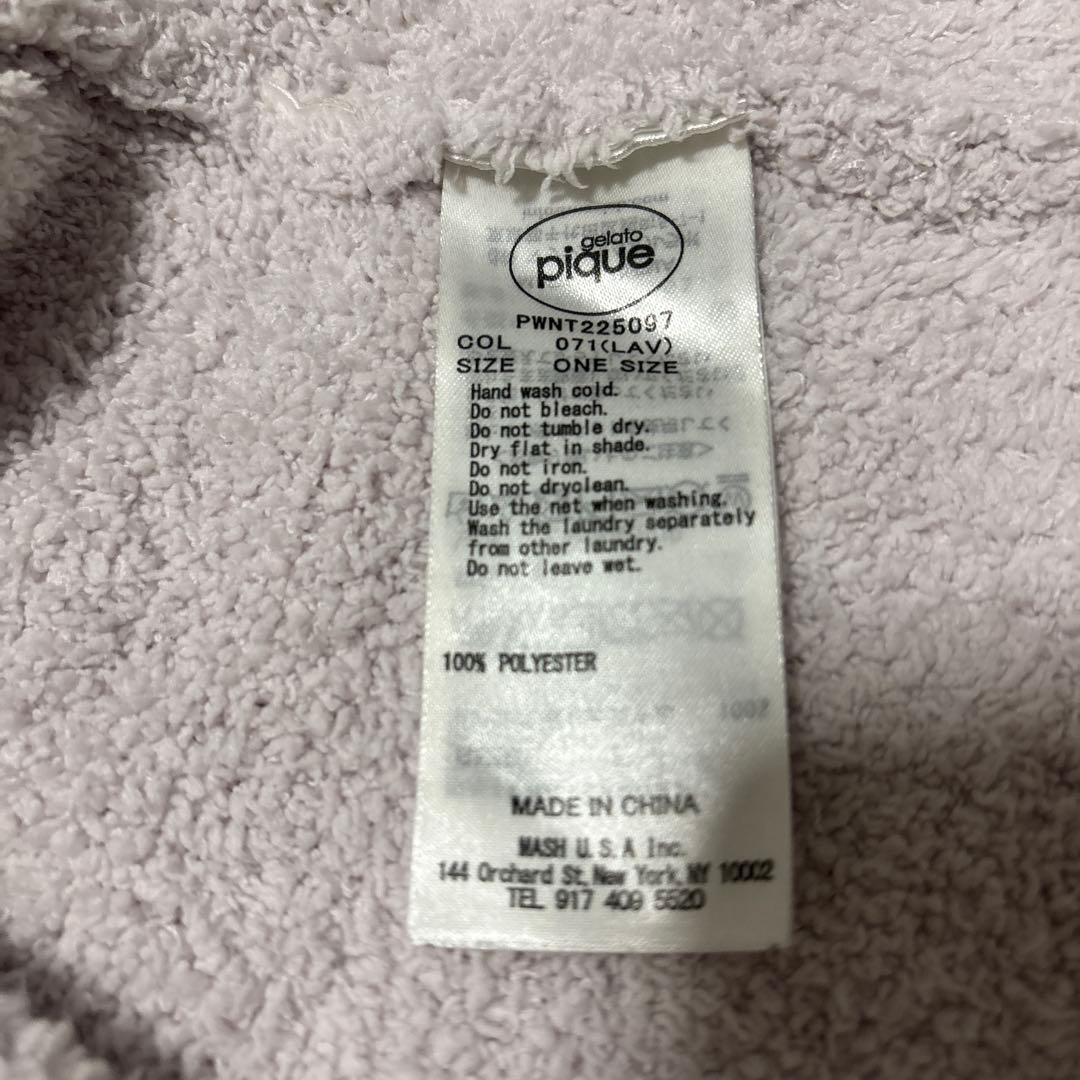 gelato
pique
PWNT225097
COL 071(LAV)
SIZE ONE SIZE
Hand wash cold.
Do not bleach.
Do not tumble dry.
Dry flat in shade.
Do not iron.
Do not dryclean.
Use the net when washing.
Wash the laundry separately
from other laundry.
Do not leave wet.
100% POLYESTER
MADE IN CHINA
MASH U.S.A Inc.
144 Orchard St, New York, NY 10002
TEL 917 409 5520